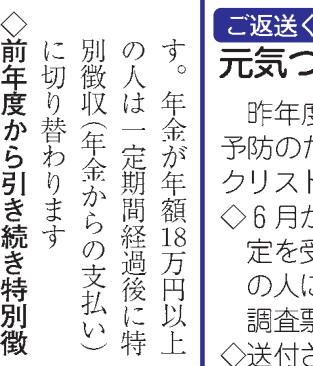 す。年金が年額18万円以上
の人は一定期間経過後に特
別徴収(年金からの支払い)
に切り替わります
◇前年度から引き続き特別徴
ご返送く
元気つ
昨年度
予防のた
クリスト
◇6月か
定を受
の人に
調査票
◇送付さ